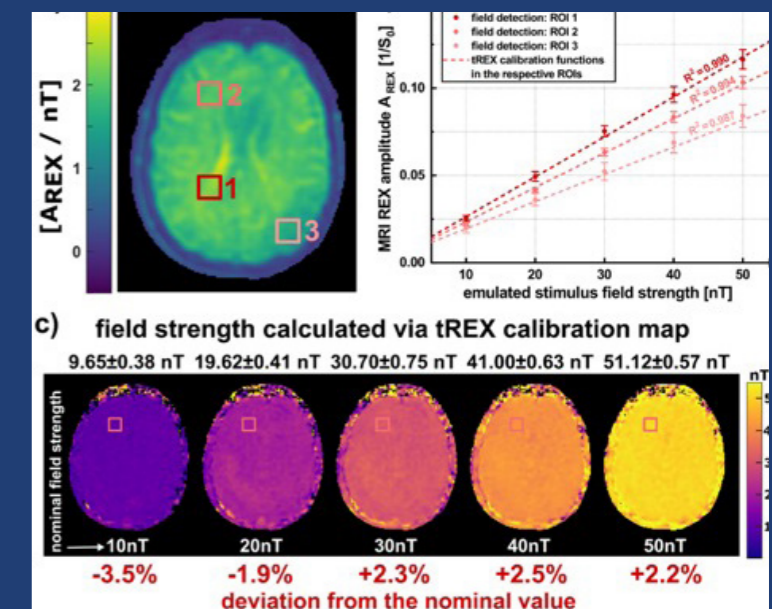 [AREX / nT]
2
1
0
2
1
3
MRI REX amplitude AREX [1/S0]
0.10
0.05
0.00
field detection: ROI 1
field detection: ROI 2
field detection: ROI 3
tREX calibration functions
in the respective ROIs
R²=0.990
R²=0.994
R²=0.987
10 20 30 40 50
emulated stimulus field strength [nT]
c) field strength calculated via tREX calibration map
9.65±0.38 nT 19.62±0.41 nT 30.70±0.75 nT 41.00±0.63 nT 51.12±0.57 nT
nT
nominal field strength
10nT 20nT 30nT 40nT 50nT
-3.5% -1.9% +2.3% +2.5% +2.2%
deviation from the nominal value